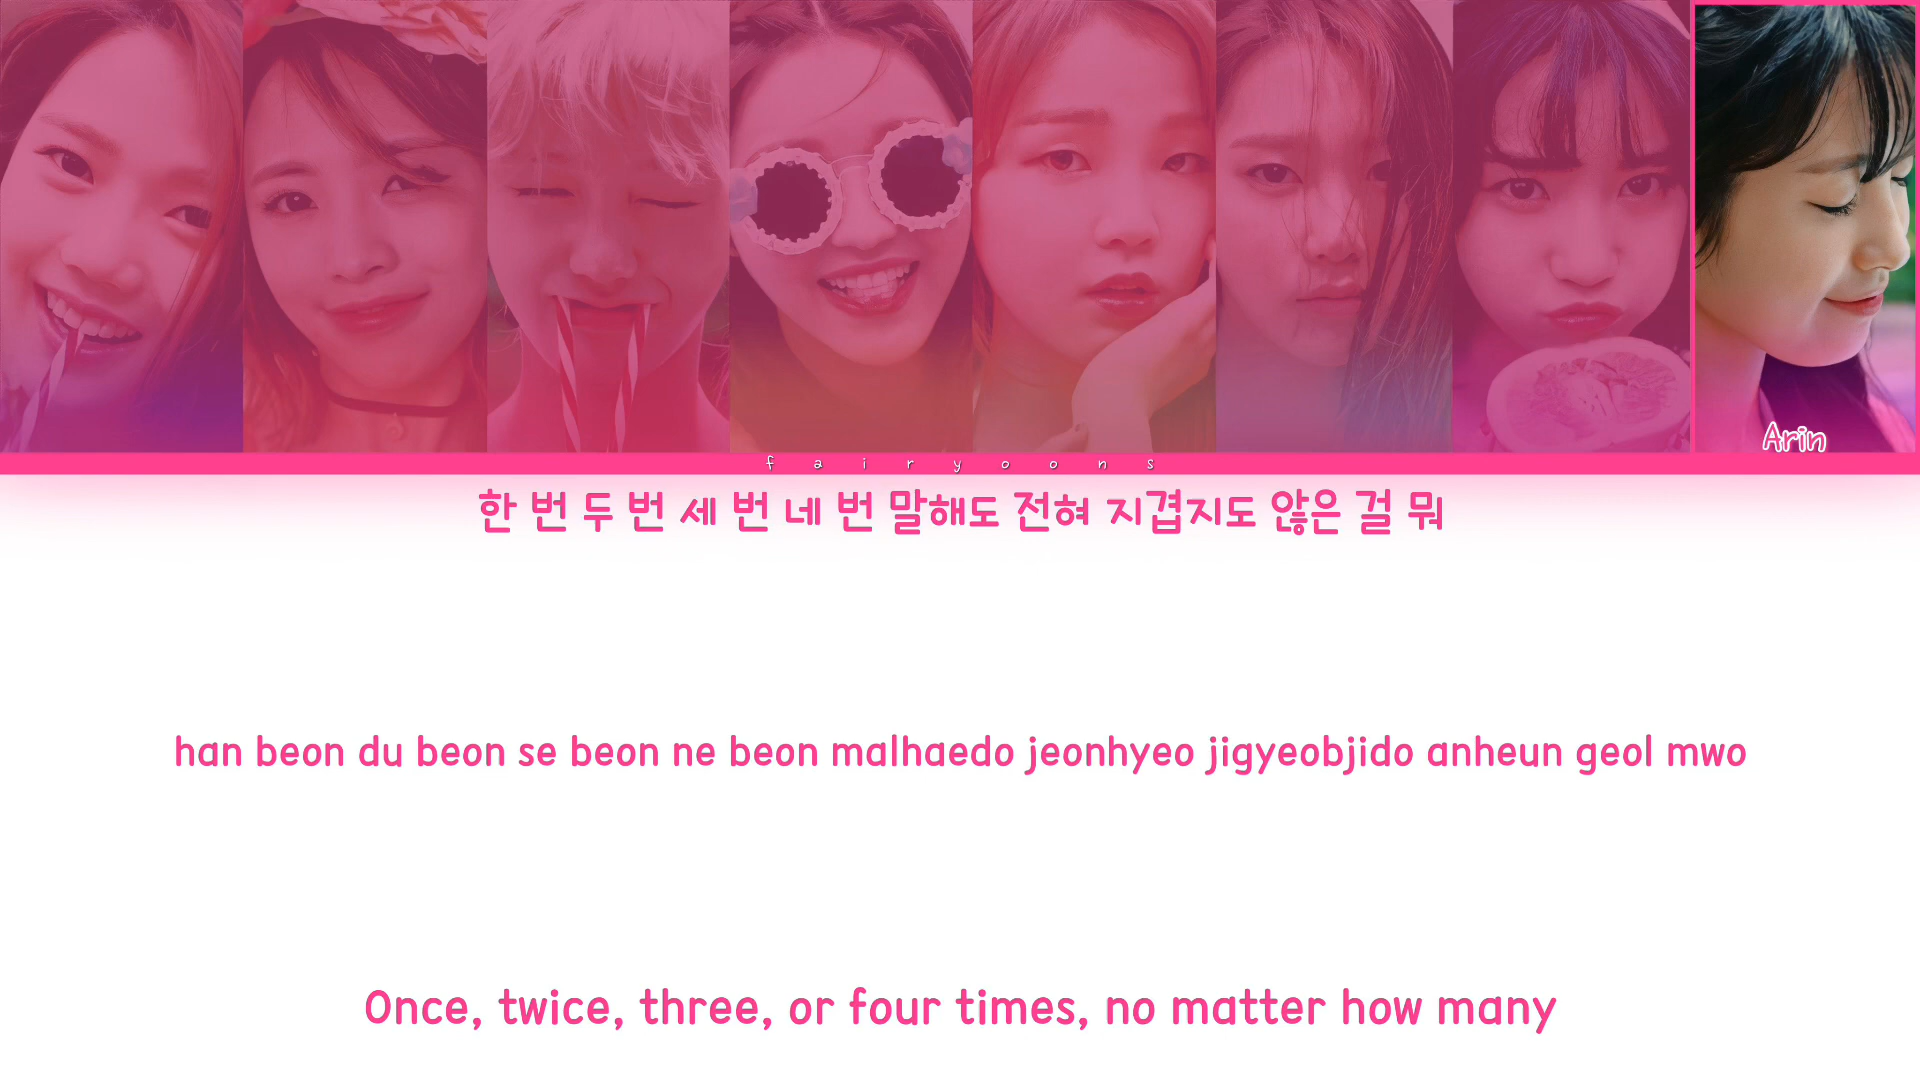 Arin
fairyoons
한 번 두 번 세 번 네 번 말해도 전혀 지겹지도 않은 걸 뭐
han beon du beon se beon ne beon malhaedo jeonhyeo jigyeobjido anheun geol mwo
Once, twice, three, or four times, no matter how many